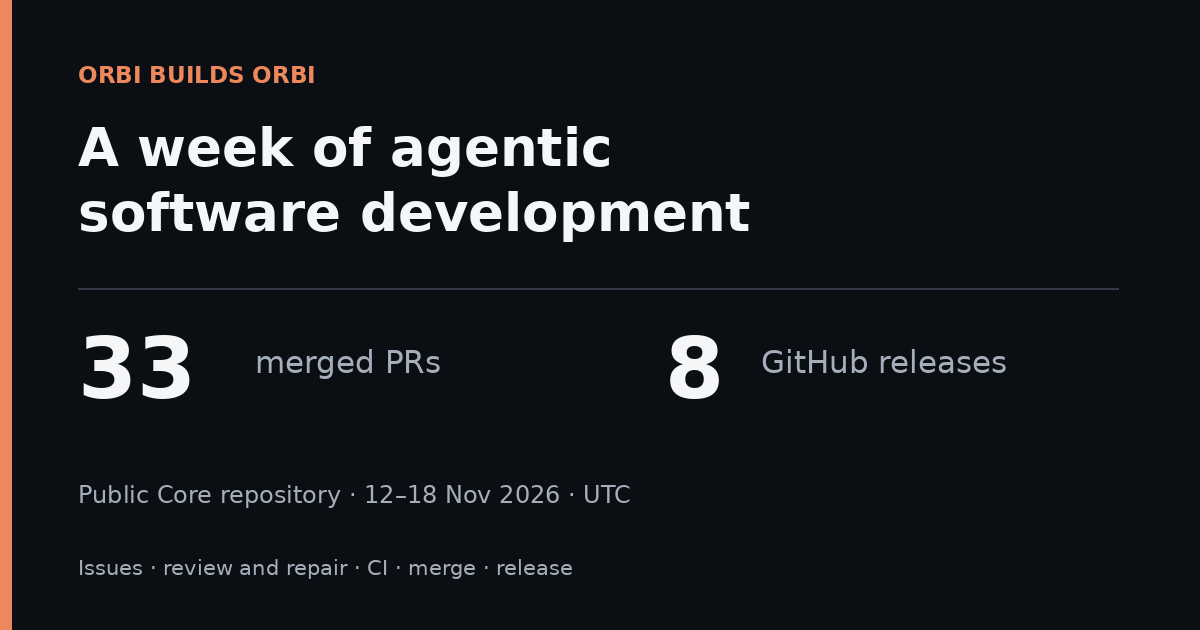 ORBI BUILDS ORBI
A week of agentic
software development
33 merged PRs
8 GitHub releases
Public Core repository · 12–18 Nov 2026 · UTC
Issues · review and repair · CI · merge · release